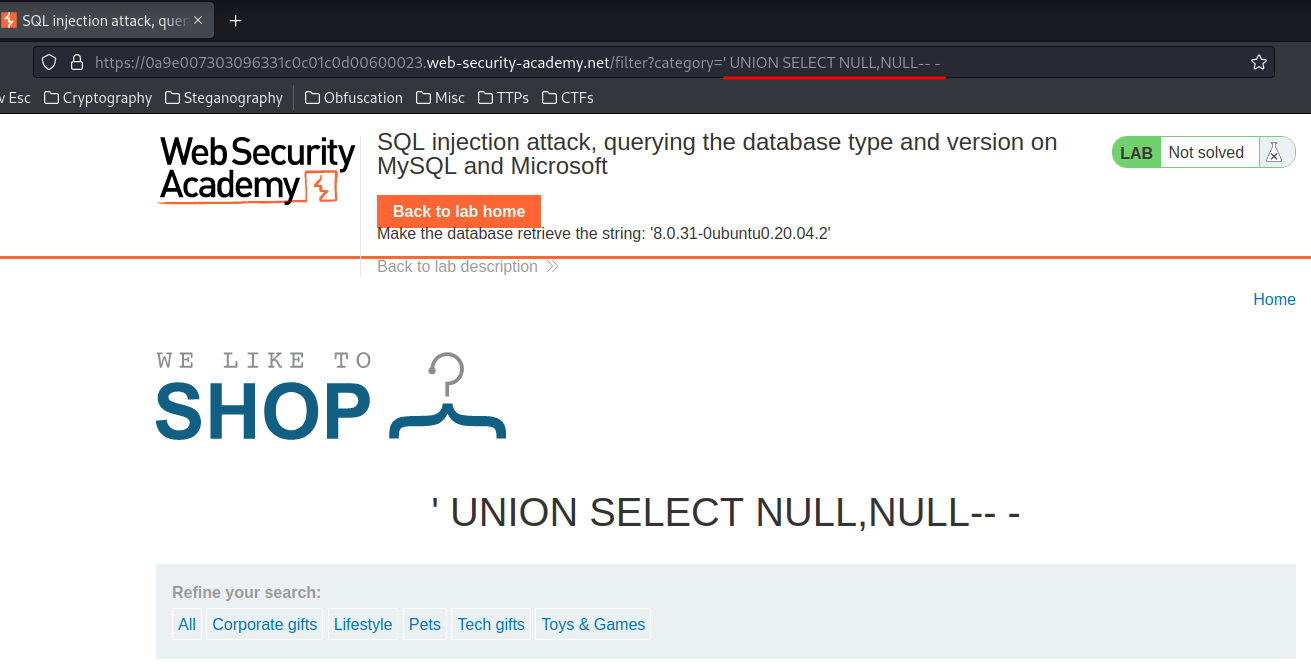 SQL injection attack, quer
https://0a9e007303096331c0c01c0d00600023.web-security-academy.net/filter?category=' UNION SELECT NULL,NULL-- -
v Esc Cryptography Steganography Obfuscation Misc TTPs CTFs
WebSecurity
Academy
SQL injection attack, querying the database type and version on
MySQL and Microsoft
LAB Not solved
Back to lab home
Make the database retrieve the string: '8.0.31-0ubuntu0.20.04.2'
Back to lab description
Home
WE LIKE TO
SHOP
' UNION SELECT NULL,NULL-- -
Refine your search:
All Corporate gifts Lifestyle Pets Tech gifts Toys & Games